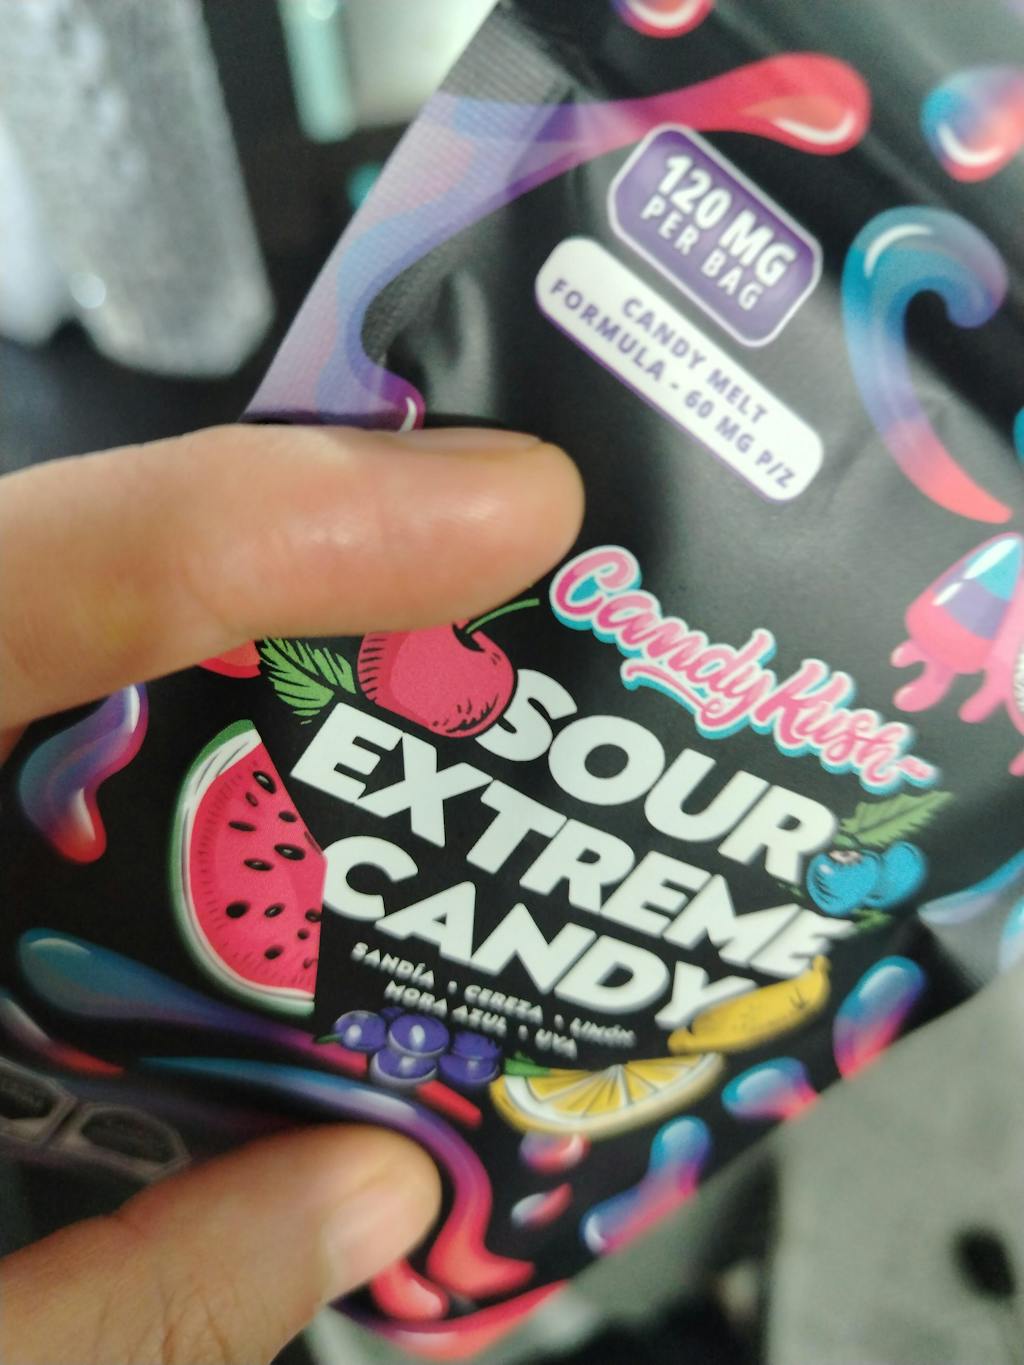 120 MG
PER BAG
CANDY MELT
FORMULA - 60 MG P/Z
CandyKush
SOUR
EXTREME
CANDY
SANDÍA • CEREZA • LIMÓN
MORA AZUL • UVA